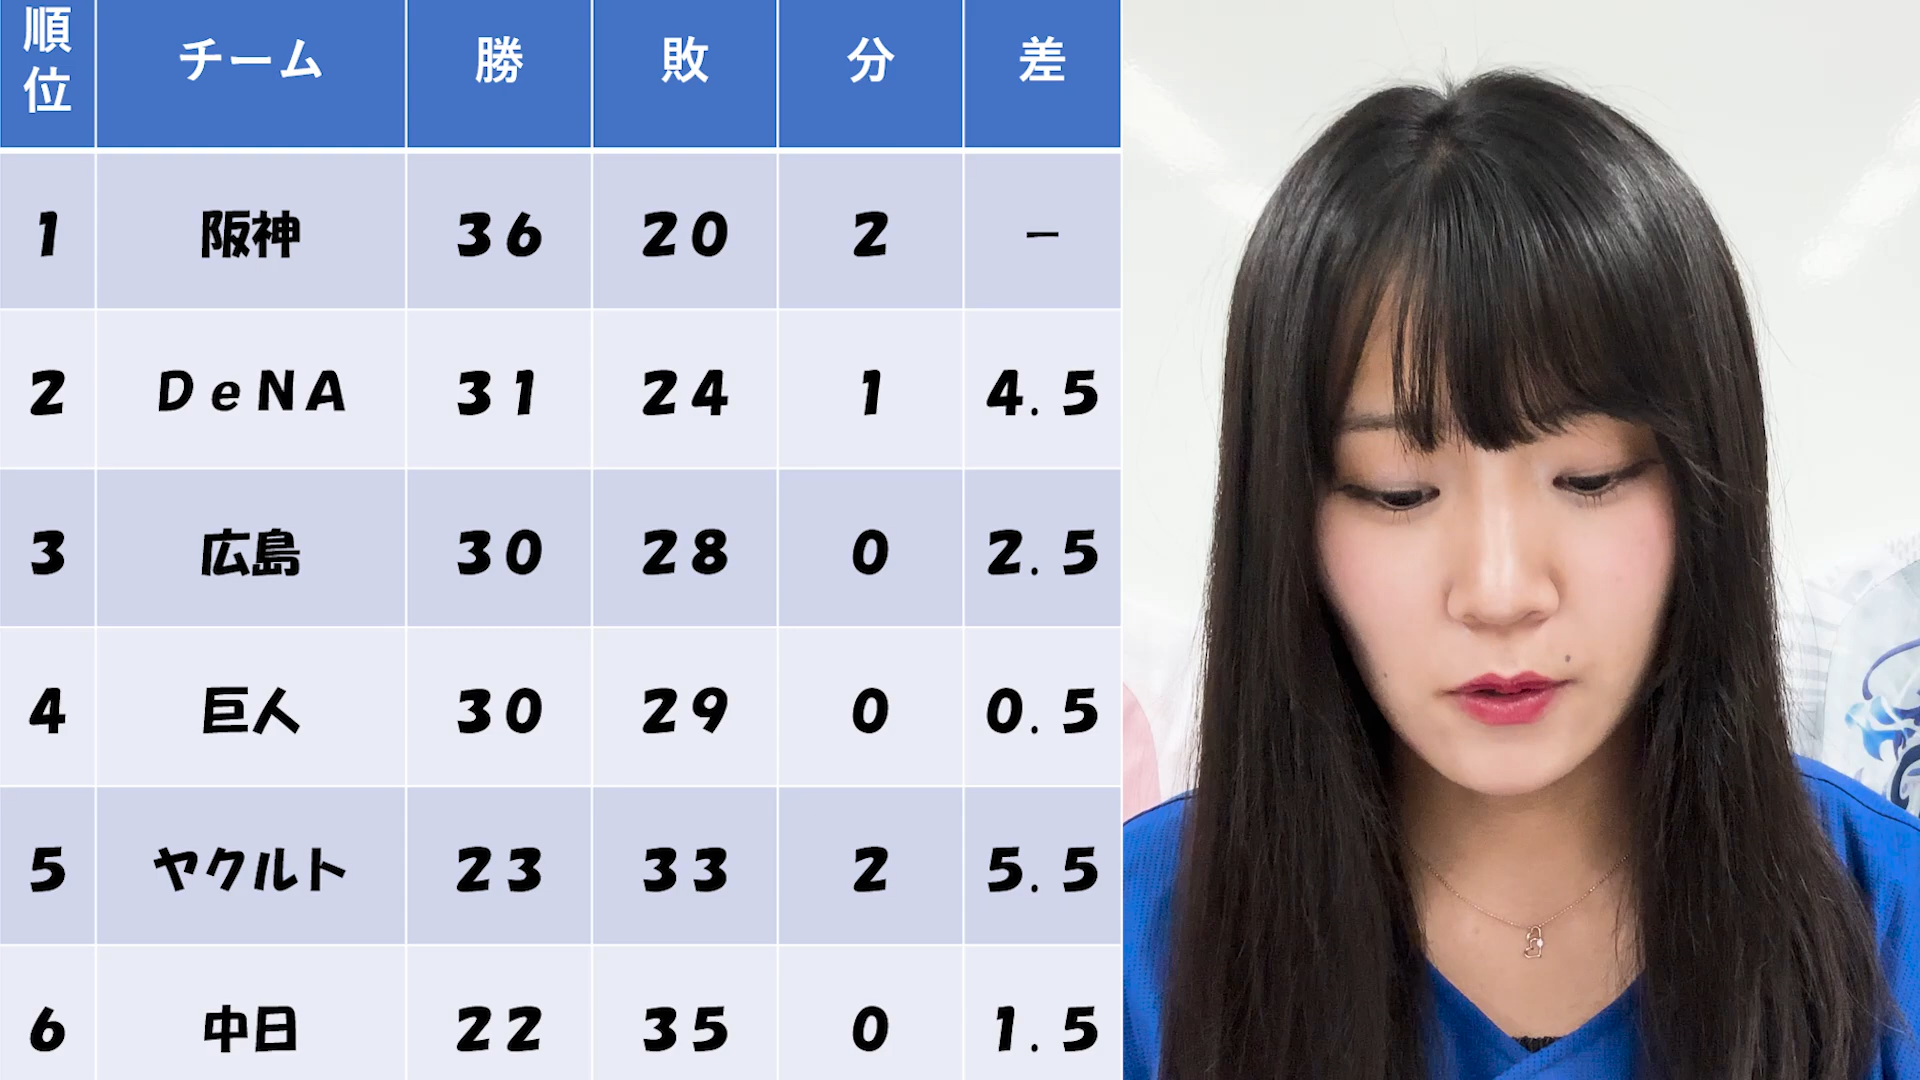 順位 チーム 勝 敗 分 差
1 阪神 36 20 2 −
2 DeNA 31 24 1 4.5
3 広島 30 28 0 2.5
4 巨人 30 29 0 0.5
5 ヤクルト 23 33 2 5.5
6 中日 22 35 0 1.5